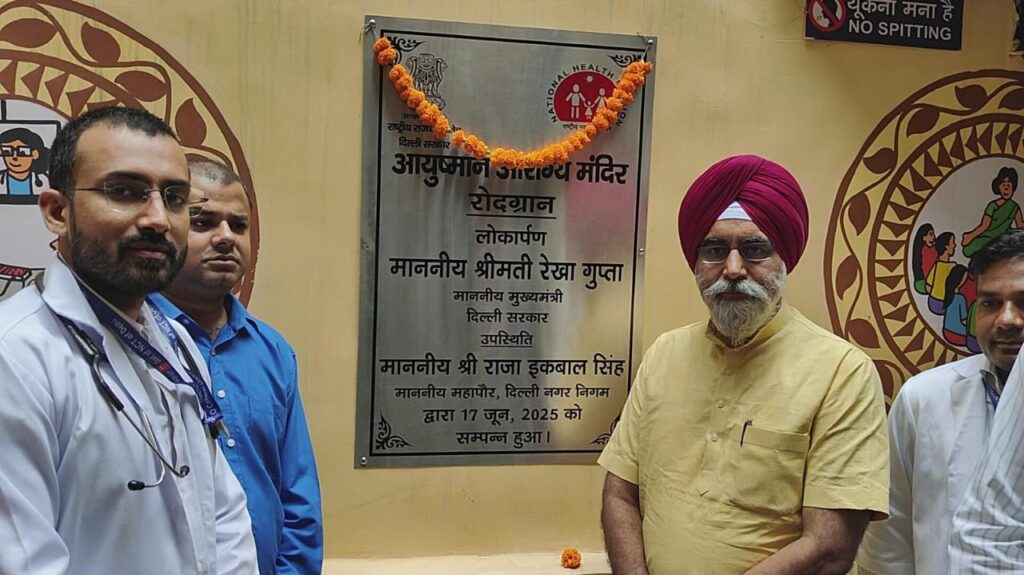 थूकना मना है
NO SPITTING
NATIONAL HEALTH
राष्ट्रीय
दिल्ली सरकार
आयुष्मान आरोग्य मंदिर
रोदग्रान
लोकार्पण
माननीय श्रीमती रेखा गुप्ता
माननीय मुख्यमंत्री
दिल्ली सरकार
उपस्थिति
माननीय श्री राजा इकबाल सिंह
माननीय महापौर, दिल्ली नगर निगम
द्वारा 17 जून, 2025 को
सम्पन्न हुआ।